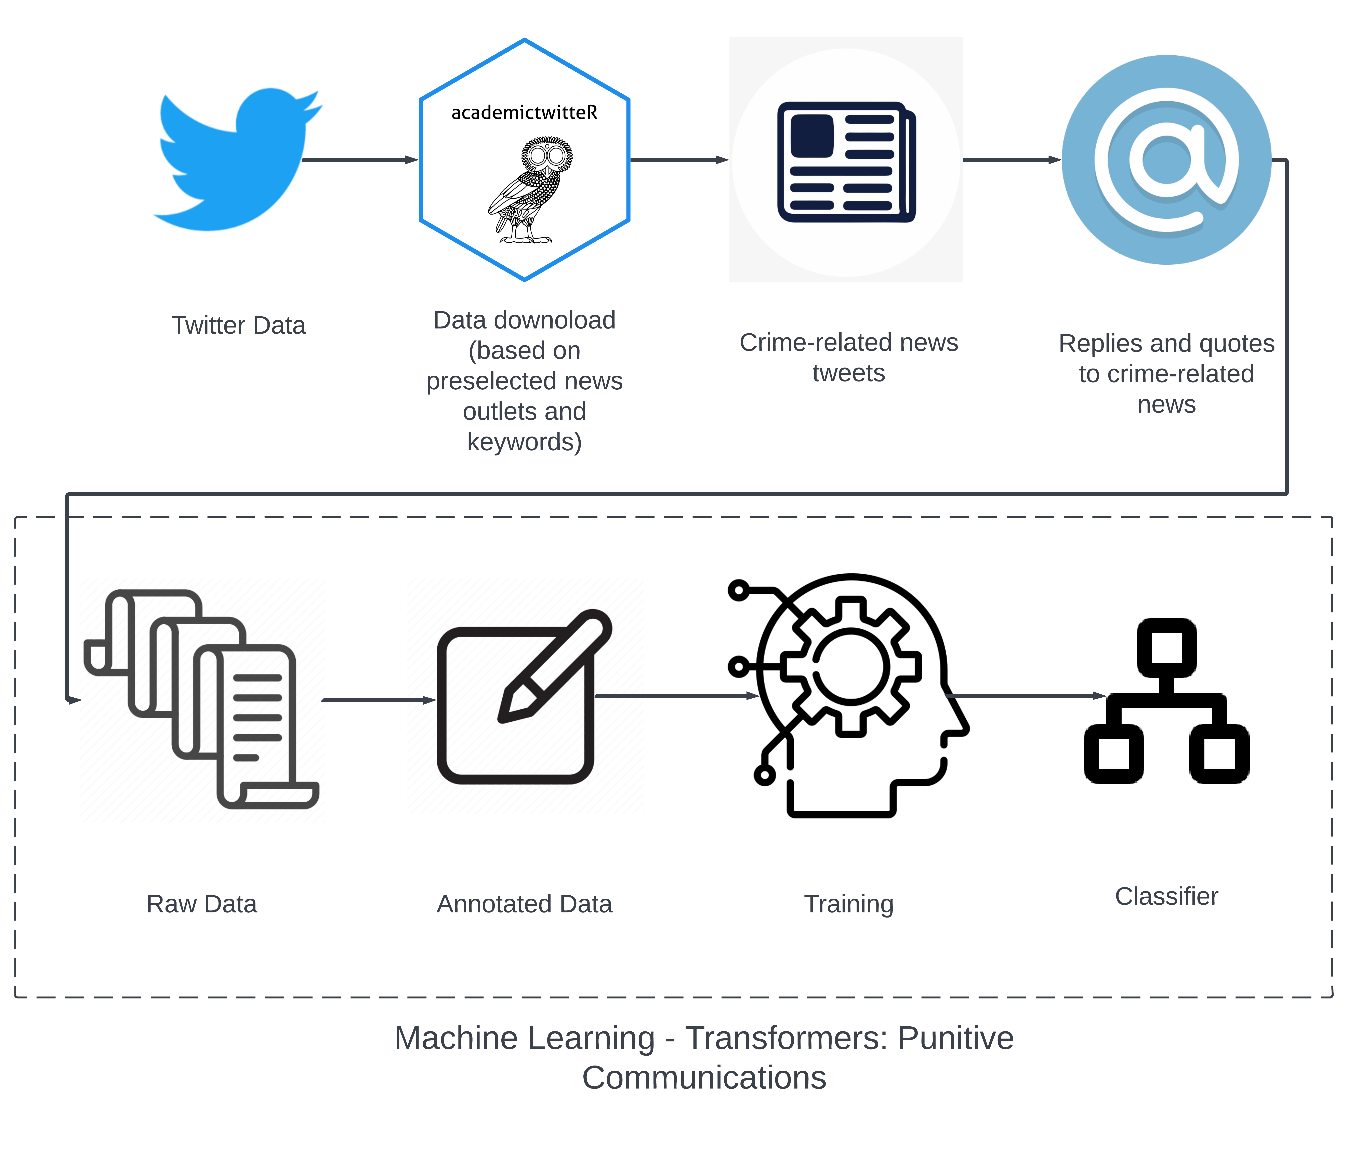 academictwitteR
Twitter Data
Data downoload
(based on
preselected news
outlets and
keywords)
Crime-related news
tweets
Replies and quotes
to crime-related
news
Raw Data
Annotated Data
Training
Classifier
Machine Learning - Transformers: Punitive
Communications